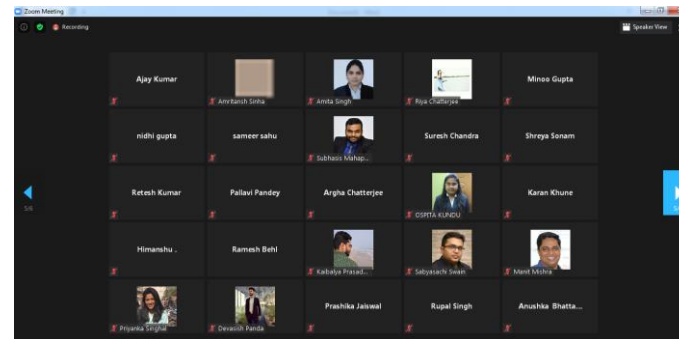 Zoom Meeting
Recording
Speaker View
Ajay Kumar
Amritansh Sinha
Amita Singh
Riya Chatterjee
Minoo Gupta
nidhi gupta
sameer sahu
Subhasis Mahap...
Suresh Chandra
Shreya Sonam
Retesh Kumar
Pallavi Pandey
Argha Chatterjee
OSPITA KUNDU
Karan Khune
5/6
Himanshu .
Ramesh Behl
Kaibalya Prasad...
Sabyasachi Swain
Manit Mishra
Priyanka Singhal
Devasish Panda
Prashika Jaiswal
Rupal Singh
Anushka Bhatta...